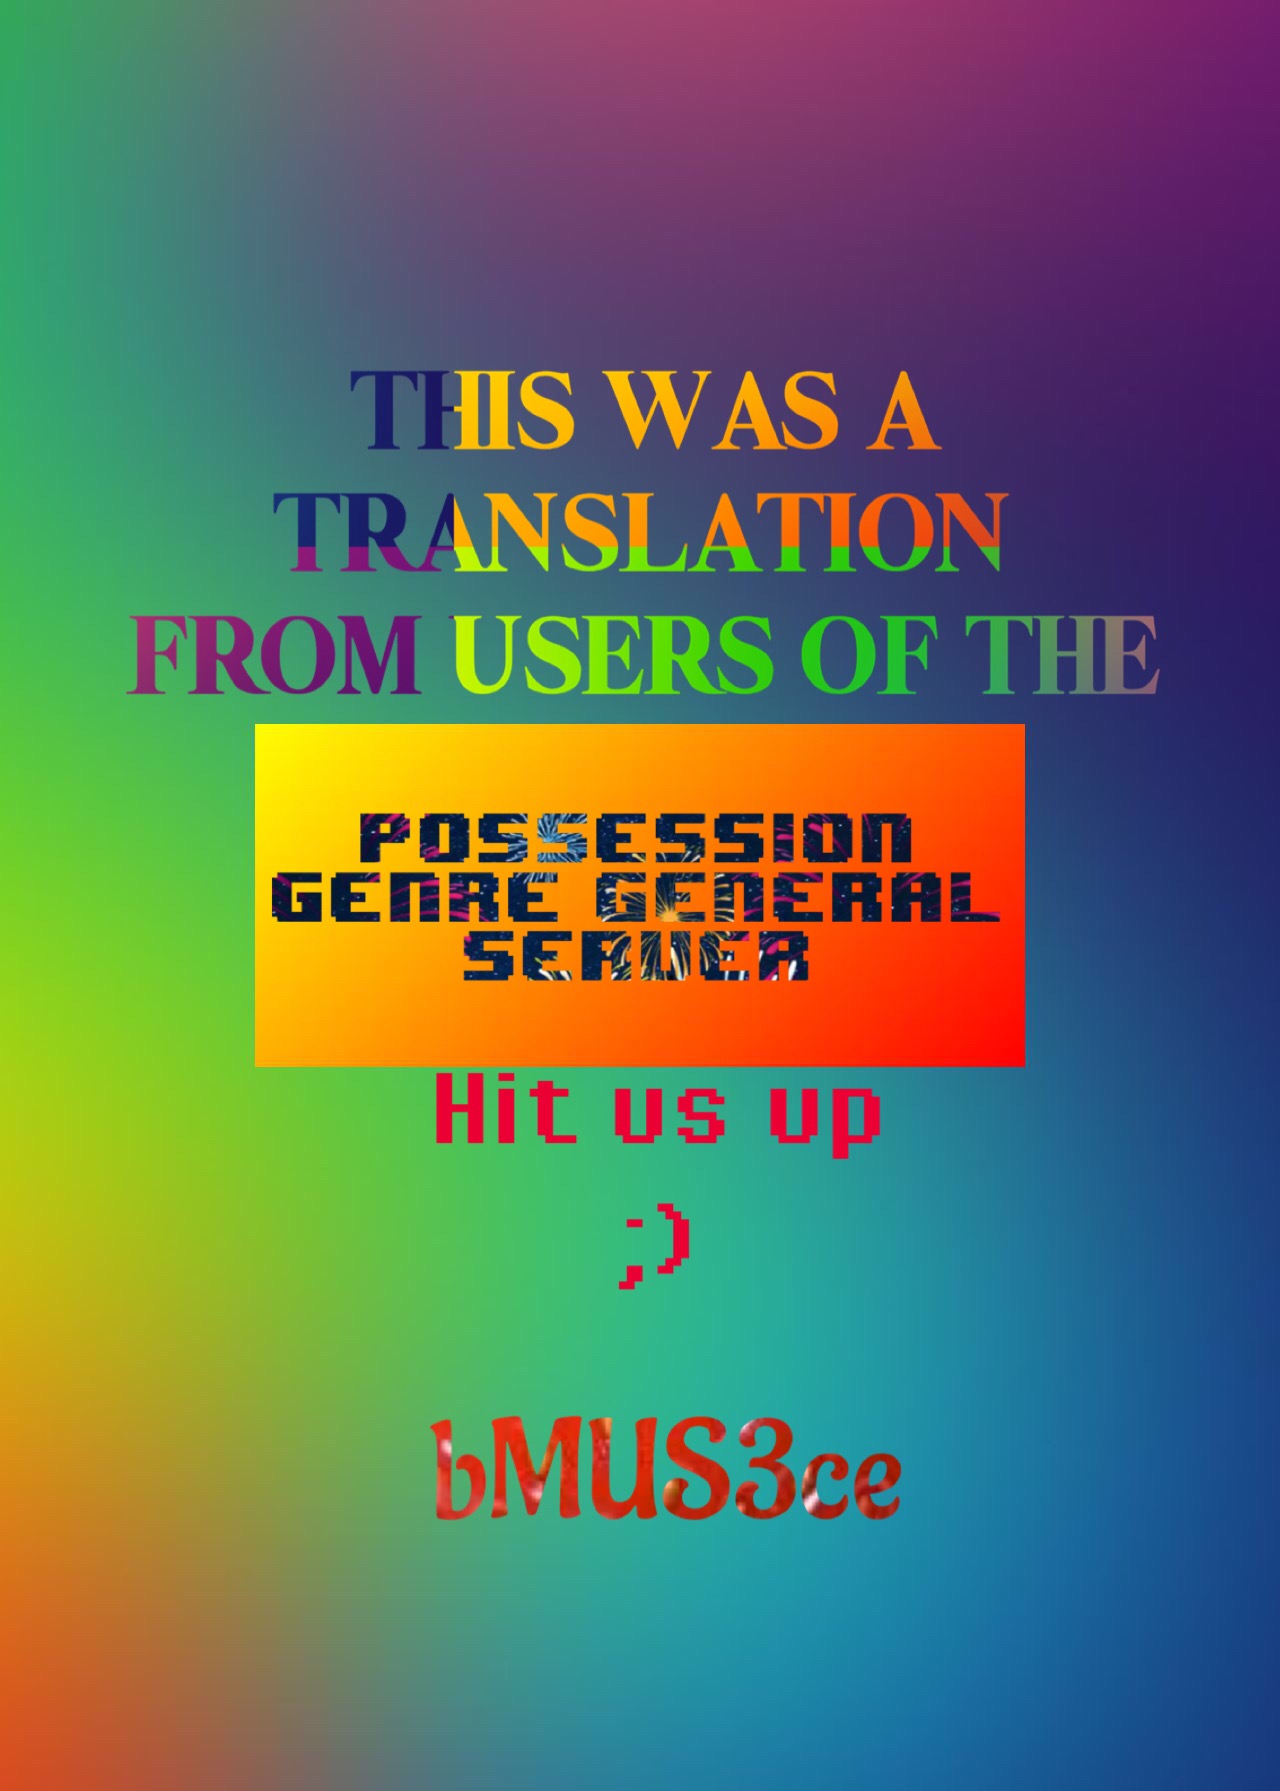 THIS WAS A
TRANSLATION
FROM USERS OF THE
POSSESSION
GENRE GENERAL
SERVER
Hit us up
;)
bMUS3ce